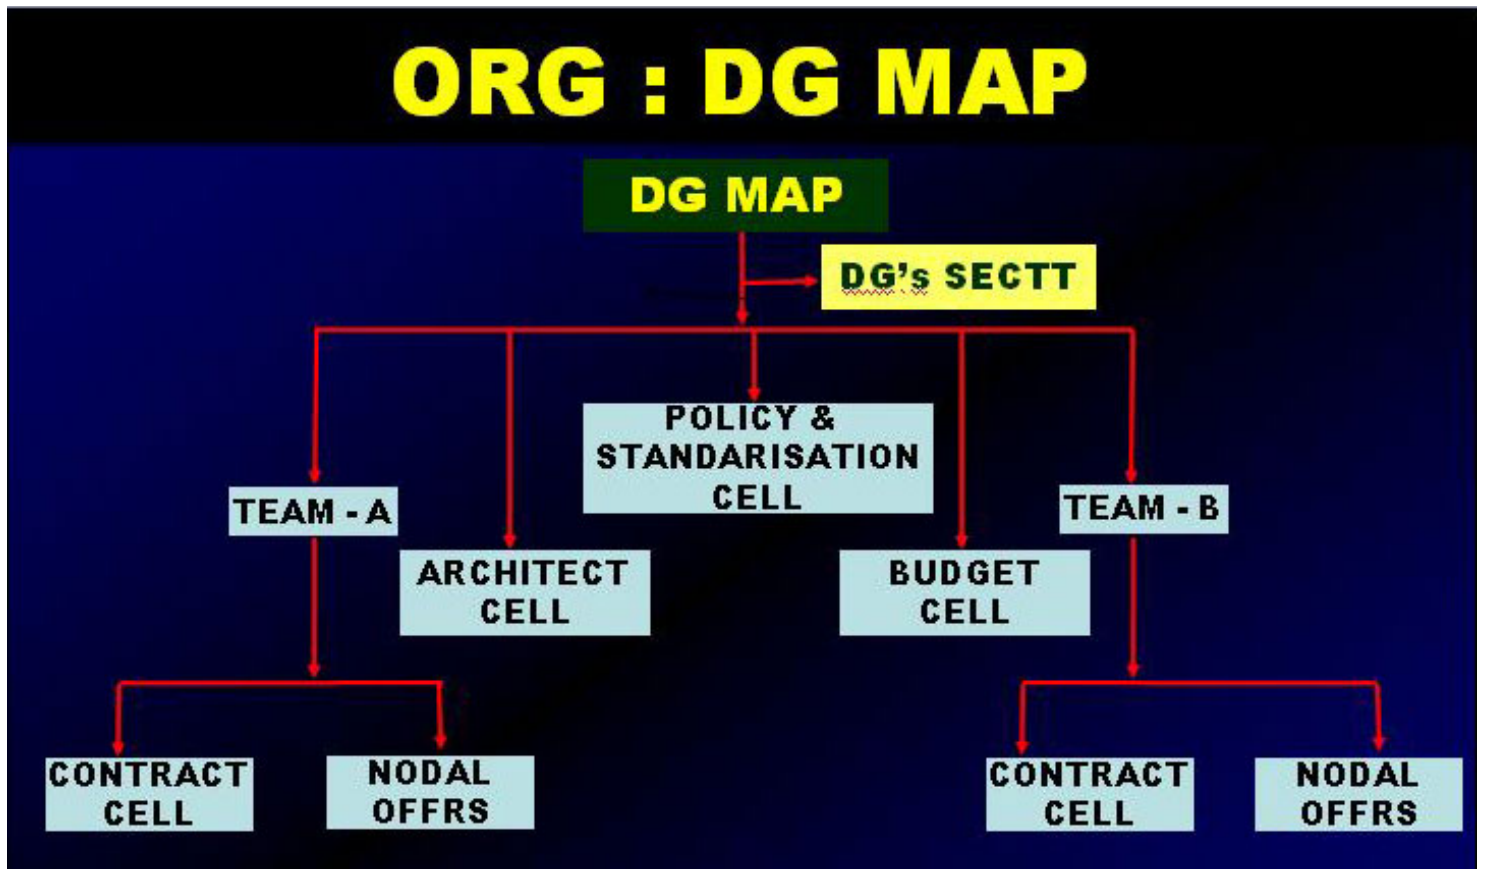 ORG : DG MAP
DG MAP
DG's SECTT
POLICY &
STANDARISATION
CELL
TEAM - A
TEAM - B
ARCHITECT
CELL
BUDGET
CELL
CONTRACT
CELL
NODAL
OFFRS
CONTRACT
CELL
NODAL
OFFRS